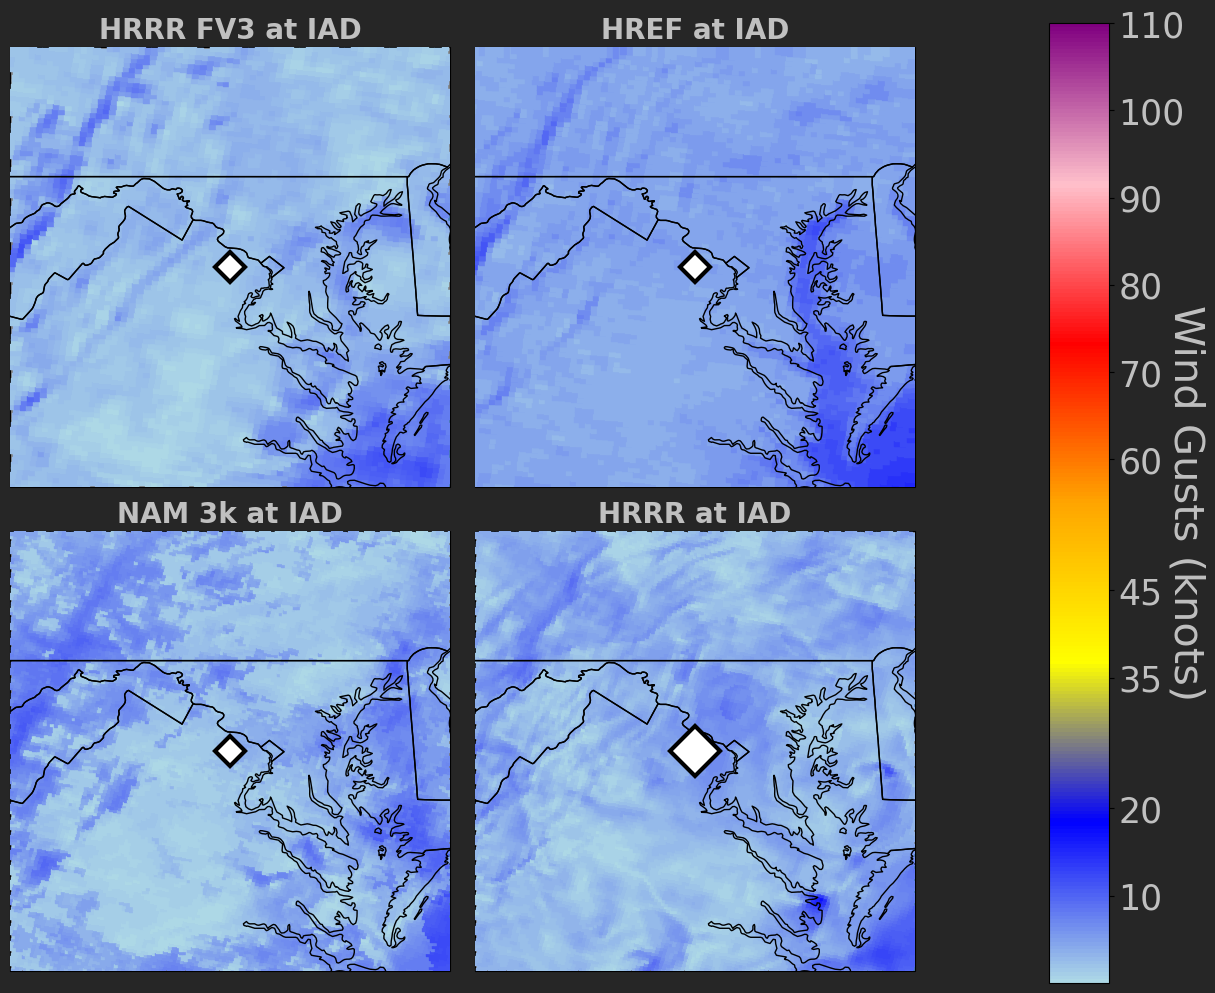 HRRR FV3 at IAD
HREF at IAD
NAM 3k at IAD
HRRR at IAD
110
100
90
80
70
60
45
35
20
10
Wind Gusts (knots)